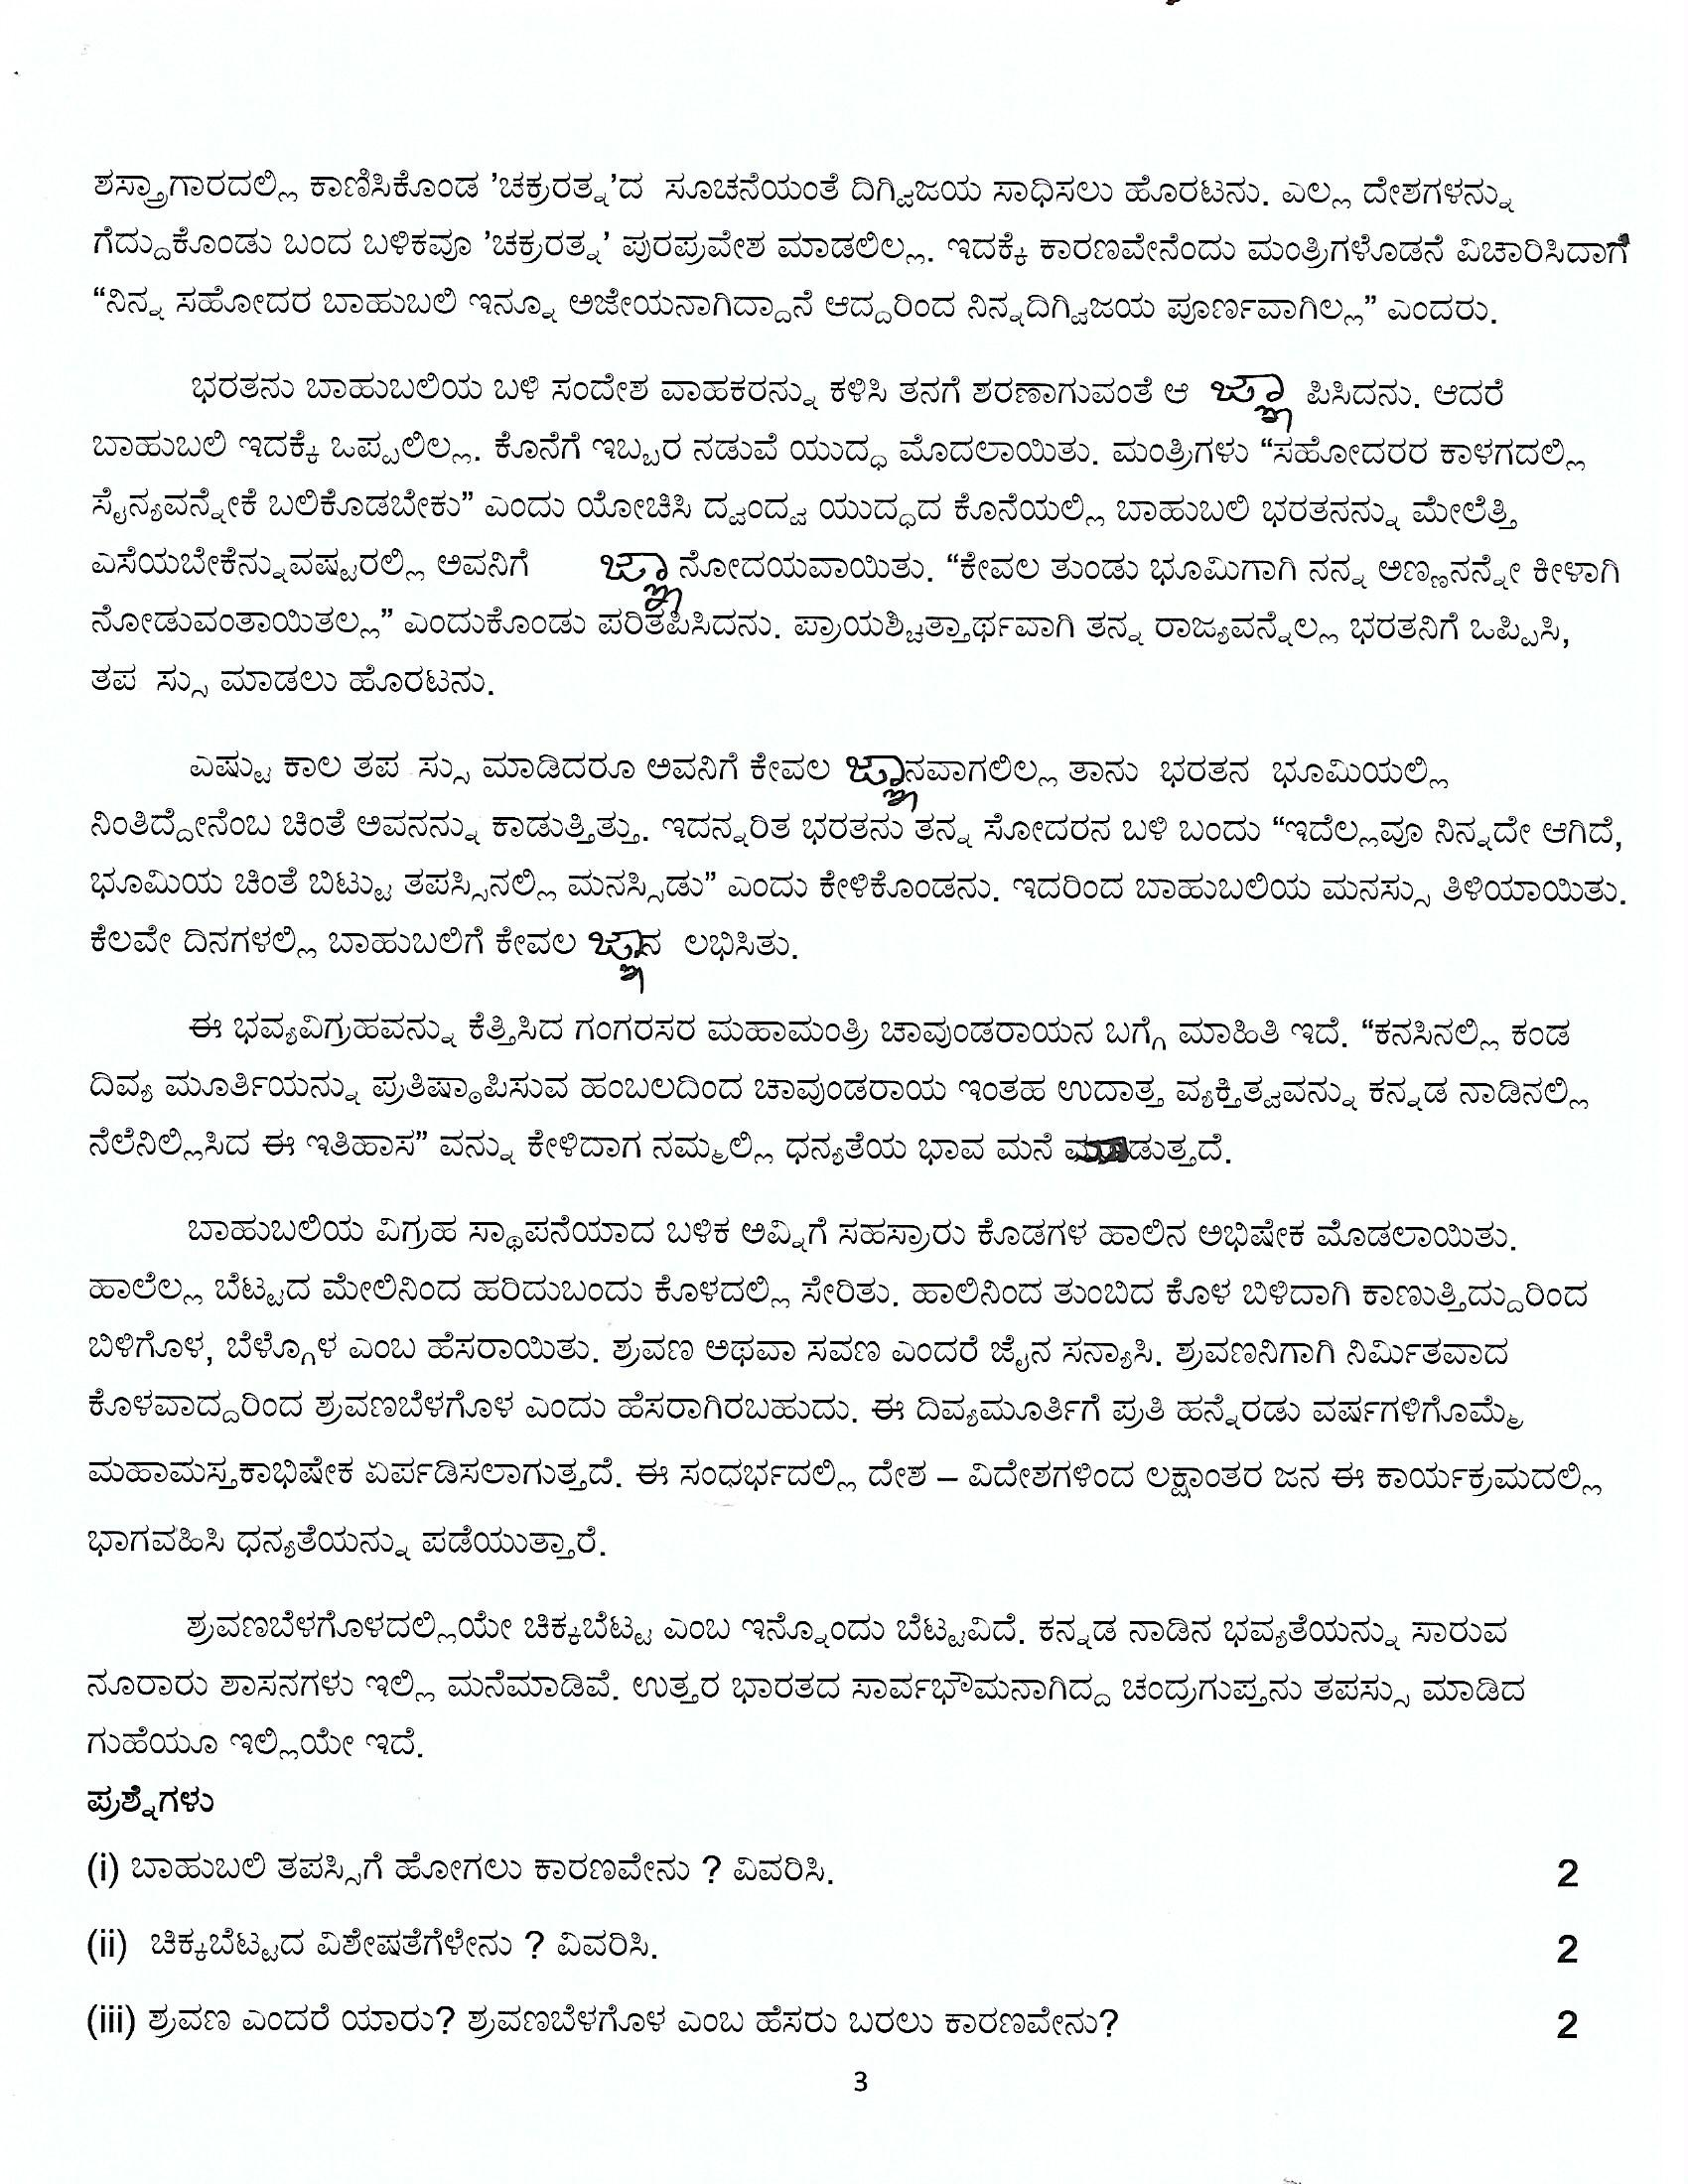 ಶಸ್ತ್ರಾಗಾರದಲ್ಲಿ ಕಾಣಿಸಿಕೊಂಡ 'ಚಕ್ರರತ್ನ'ದ ಸೂಚನೆಯಂತೆ ದಿಗ್ವಿಜಯ ಸಾಧಿಸಲು ಹೊರಟನು. ಎಲ್ಲ ದೇಶಗಳನ್ನು
ಗೆದ್ದುಕೊಂಡು ಬಂದ ಬಳಿಕವೂ 'ಚಕ್ರರತ್ನ' ಪುರಪ್ರವೇಶ ಮಾಡಲಿಲ್ಲ. ಇದಕ್ಕೆ ಕಾರಣವೇನೆಂದು ಮಂತ್ರಿಗಳೊಡನೆ ವಿಚಾರಿಸಿದಾಗ
“ನಿನ್ನ ಸಹೋದರ ಬಾಹುಬಲಿ ಇನ್ನೂ ಅಜೇಯನಾಗಿದ್ದಾನೆ ಆದ್ದರಿಂದ ನಿನ್ನದಿಗ್ವಿಜಯ ಪೂರ್ಣವಾಗಿಲ್ಲ” ಎಂದರು.
ಭರತನು ಬಾಹುಬಲಿಯ ಬಳಿ ಸಂದೇಶ ವಾಹಕರನ್ನು ಕಳಿಸಿ ತನಗೆ ಶರಣಾಗುವಂತೆ ಆ ಜ್ಞಾ ಪಿಸಿದನು. ಆದರೆ
ಬಾಹುಬಲಿ ಇದಕ್ಕೆ ಒಪ್ಪಲಿಲ್ಲ. ಕೊನೆಗೆ ಇಬ್ಬರ ನಡುವೆ ಯುದ್ಧ ಮೊದಲಾಯಿತು. ಮಂತ್ರಿಗಳು “ಸಹೋದರರ ಕಾಳಗದಲ್ಲಿ
ಸೈನ್ಯವನ್ನೇಕೆ ಬಲಿಕೊಡಬೇಕು” ಎಂದು ಯೋಚಿಸಿ ದ್ವಂದ್ವ ಯುದ್ಧದ ಕೊನೆಯಲ್ಲಿ ಬಾಹುಬಲಿ ಭರತನನ್ನು ಮೇಲೆತ್ತಿ
ಎಸೆಯಬೇಕೆನ್ನುವಷ್ಟರಲ್ಲಿ ಅವನಿಗೆ ಜ್ಞಾ ನೋದಯವಾಯಿತು. “ಕೇವಲ ತುಂಡು ಭೂಮಿಗಾಗಿ ನನ್ನ ಅಣ್ಣನನ್ನೇ ಕೀಳಾಗಿ
ನೋಡುವಂತಾಯಿತಲ್ಲ” ಎಂದುಕೊಂಡು ಪರಿತಪಿಸಿದನು. ಪ್ರಾಯಶ್ಚಿತ್ತಾರ್ಥವಾಗಿ ತನ್ನ ರಾಜ್ಯವನ್ನೆಲ್ಲ ಭರತನಿಗೆ ಒಪ್ಪಿಸಿ,
ತಪ ಸ್ಸು ಮಾಡಲು ಹೊರಟನು.
ಎಷ್ಟು ಕಾಲ ತಪ ಸ್ಸು ಮಾಡಿದರೂ ಅವನಿಗೆ ಕೇವಲ ಜ್ಞಾನವಾಗಲಿಲ್ಲ ತಾನು ಭರತನ ಭೂಮಿಯಲ್ಲಿ
ನಿಂತಿದ್ದೇನೆಂಬ ಚಿಂತೆ ಅವನನ್ನು ಕಾಡುತ್ತಿತ್ತು. ಇದನ್ನರಿತ ಭರತನು ತನ್ನ ಸೋದರನ ಬಳಿ ಬಂದು “ಇದೆಲ್ಲವೂ ನಿನ್ನದೇ ಆಗಿದೆ,
ಭೂಮಿಯ ಚಿಂತೆ ಬಿಟ್ಟು ತಪಸ್ಸಿನಲ್ಲಿ ಮನಸ್ಸಿಡು” ಎಂದು ಕೇಳಿಕೊಂಡನು. ಇದರಿಂದ ಬಾಹುಬಲಿಯ ಮನಸ್ಸು ತಿಳಿಯಾಯಿತು.
ಕೆಲವೇ ದಿನಗಳಲ್ಲಿ ಬಾಹುಬಲಿಗೆ ಕೇವಲ ಜ್ಞಾನ ಲಭಿಸಿತು.
ಈ ಭವ್ಯವಿಗ್ರಹವನ್ನು ಕೆತ್ತಿಸಿದ ಗಂಗರಸರ ಮಹಾಮಂತ್ರಿ ಚಾವುಂಡರಾಯನ ಬಗ್ಗೆ ಮಾಹಿತಿ ಇದೆ. “ಕನಸಿನಲ್ಲಿ ಕಂಡ
ದಿವ್ಯ ಮೂರ್ತಿಯನ್ನು ಪ್ರತಿಷ್ಠಾಪಿಸುವ ಹಂಬಲದಿಂದ ಚಾವುಂಡರಾಯ ಇಂತಹ ಉದಾತ್ತ ವ್ಯಕ್ತಿತ್ವವನ್ನು ಕನ್ನಡ ನಾಡಿನಲ್ಲಿ
ನೆಲೆನಿಲ್ಲಿಸಿದ ಈ ಇತಿಹಾಸ” ವನ್ನು ಕೇಳಿದಾಗ ನಮ್ಮಲ್ಲಿ ಧನ್ಯತೆಯ ಭಾವ ಮನೆ ಮಾಡುತ್ತದೆ.
ಬಾಹುಬಲಿಯ ವಿಗ್ರಹ ಸ್ಥಾಪನೆಯಾದ ಬಳಿಕ ಅವ್ನಿಗೆ ಸಹಸ್ರಾರು ಕೊಡಗಳ ಹಾಲಿನ ಅಭಿಷೇಕ ಮೊಡಲಾಯಿತು.
ಹಾಲೆಲ್ಲ ಬೆಟ್ಟದ ಮೇಲಿನಿಂದ ಹರಿದುಬಂದು ಕೊಳದಲ್ಲಿ ಸೇರಿತು. ಹಾಲಿನಿಂದ ತುಂಬಿದ ಕೊಳ ಬಿಳಿದಾಗಿ ಕಾಣುತ್ತಿದ್ದುರಿಂದ
ಬಿಳಿಗೊಳ, ಬೆಳ್ಗೊಳ ಎಂಬ ಹೆಸರಾಯಿತು. ಶ್ರವಣ ಅಥವಾ ಸವಣ ಎಂದರೆ ಜೈನ ಸನ್ಯಾಸಿ. ಶ್ರವಣನಿಗಾಗಿ ನಿರ್ಮಿತವಾದ
ಕೊಳವಾದ್ದರಿಂದ ಶ್ರವಣಬೆಳಗೊಳ ಎಂದು ಹೆಸರಾಗಿರಬಹುದು. ಈ ದಿವ್ಯಮೂರ್ತಿಗೆ ಪ್ರತಿ ಹನ್ನೆರಡು ವರ್ಷಗಳಿಗೊಮ್ಮೆ
ಮಹಾಮಸ್ತಕಾಭಿಷೇಕ ಏರ್ಪಡಿಸಲಾಗುತ್ತದೆ. ಈ ಸಂಧರ್ಭದಲ್ಲಿ ದೇಶ – ವಿದೇಶಗಳಿಂದ ಲಕ್ಷಾಂತರ ಜನ ಈ ಕಾರ್ಯಕ್ರಮದಲ್ಲಿ
ಭಾಗವಹಿಸಿ ಧನ್ಯತೆಯನ್ನು ಪಡೆಯುತ್ತಾರೆ.
ಶ್ರವಣಬೆಳಗೊಳದಲ್ಲಿಯೇ ಚಿಕ್ಕಬೆಟ್ಟ ಎಂಬ ಇನ್ನೊಂದು ಬೆಟ್ಟವಿದೆ. ಕನ್ನಡ ನಾಡಿನ ಭವ್ಯತೆಯನ್ನು ಸಾರುವ
ನೂರಾರು ಶಾಸನಗಳು ಇಲ್ಲಿ ಮನೆಮಾಡಿವೆ. ಉತ್ತರ ಭಾರತದ ಸಾರ್ವಭೌಮನಾಗಿದ್ದ ಚಂದ್ರಗುಪ್ತನು ತಪಸ್ಸು ಮಾಡಿದ
ಗುಹೆಯೂ ಇಲ್ಲಿಯೇ ಇದೆ.
ಪ್ರಶ್ನೆಗಳು
(i) ಬಾಹುಬಲಿ ತಪಸ್ಸಿಗೆ ಹೋಗಲು ಕಾರಣವೇನು ? ವಿವರಿಸಿ. 2
(ii) ಚಿಕ್ಕಬೆಟ್ಟದ ವಿಶೇಷತೆಗೆಳೇನು ? ವಿವರಿಸಿ. 2
(iii) ಶ್ರವಣ ಎಂದರೆ ಯಾರು? ಶ್ರವಣಬೆಳಗೊಳ ಎಂಬ ಹೆಸರು ಬರಲು ಕಾರಣವೇನು? 2
3